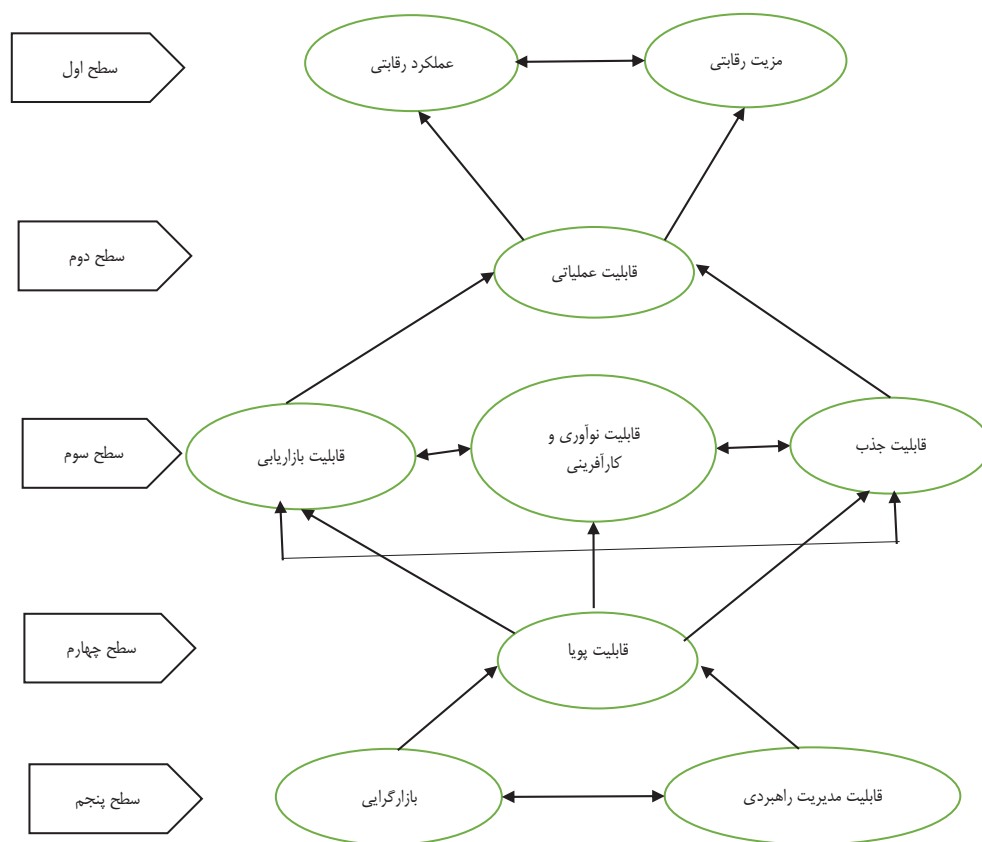 سطح اول
عملکرد رقابتی
مزیت رقابتی
سطح دوم
قابلیت عملیاتی
سطح سوم
قابلیت بازاریابی
قابلیت نوآوری و
کارآفرینی
قابلیت جذب
سطح چهارم
قابلیت پویا
سطح پنجم
بازارگرایی
قابلیت مدیریت راهبردی